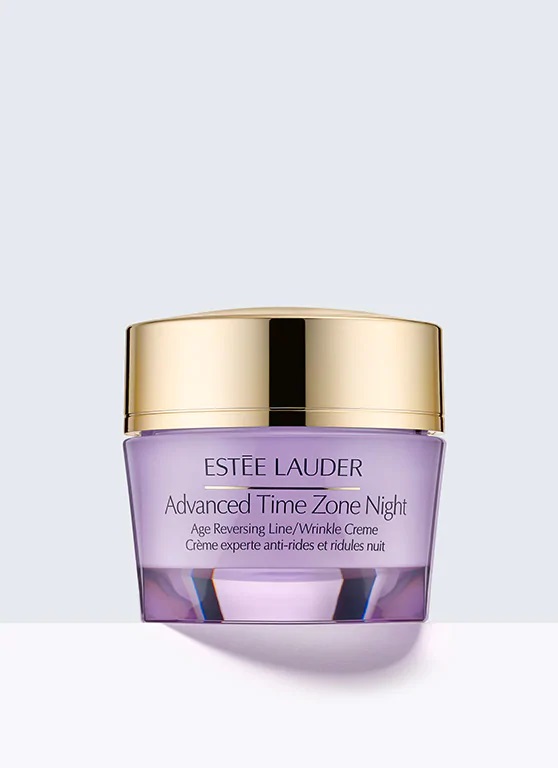 ESTĒE LAUDER
Advanced Time Zone Night
Age Reversing Line/Wrinkle Creme
Crème experte anti-rides et ridules nuit